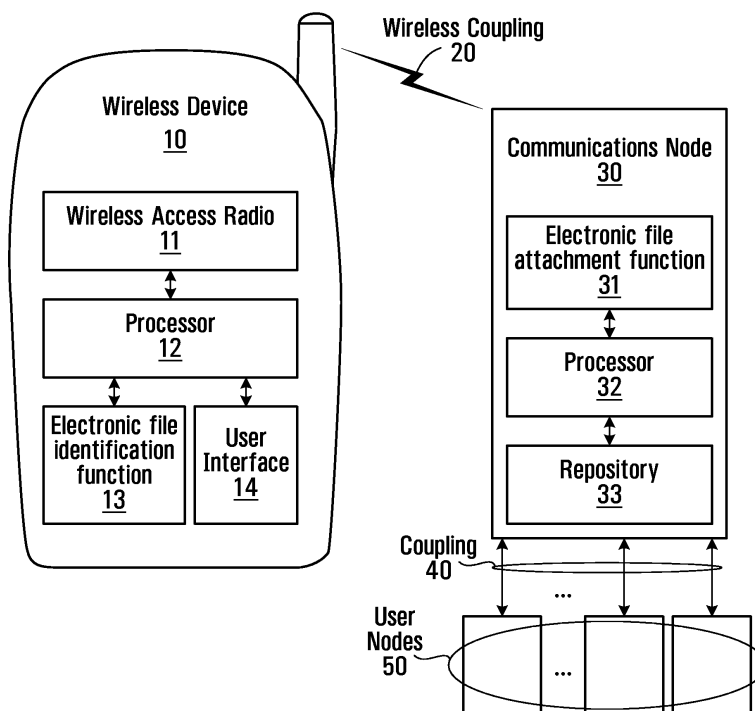 Wireless Coupling
20
Wireless Device
10
Wireless Access Radio
11
Processor
12
Electronic file
identification
function
13
User
Interface
14
Communications Node
30
Electronic file
attachment function
31
Processor
32
Repository
33
Coupling
40
...
User
Nodes
50
...